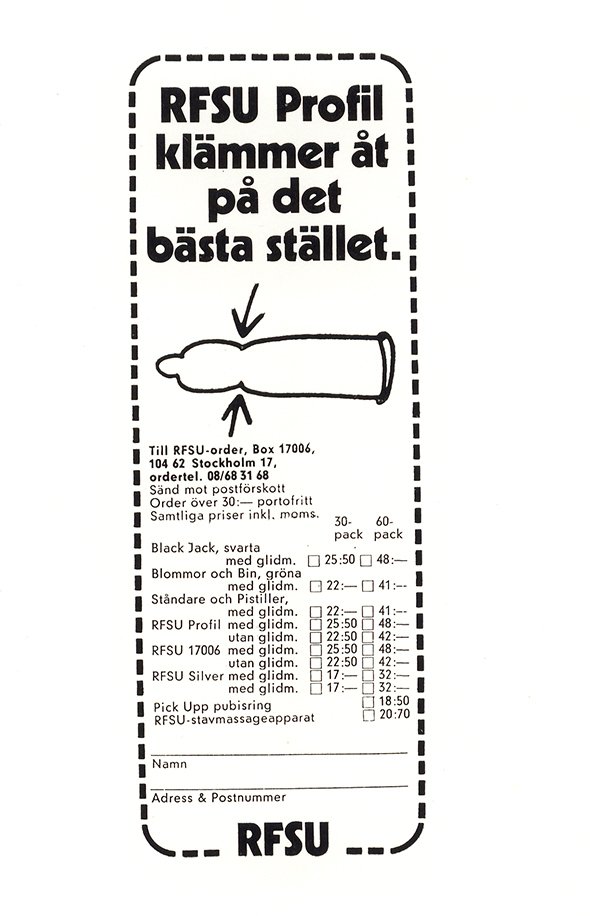 RFSU Profil
klämmer åt
på det
bästa stället.
Till RFSU-order, Box 17006,
104 62 Stockholm 17,
ordertel. 08/68 31 68
Sänd mot postförskott
Order över 30:— portofritt
Samtliga priser inkl. moms.
30- 60-
pack pack
Black Jack, svarta
med glidm. 25:50 48:—
Blommor och Bin, gröna
med glidm. 22:— 41:—
Ståndare och Pistiller,
med glidm. 22:— 41:—
RFSU Profil med glidm. 25:50 48:—
utan glidm. 22:50 42:—
RFSU 17006 med glidm. 25:50 48:—
utan glidm. 22:50 42:—
RFSU Silver med glidm. 17:— 32:—
med glidm. 17:— 32:—
Pick Upp pubisring 18:50
RFSU-stavmassageapparat 20:70
Namn
Adress & Postnummer
RFSU